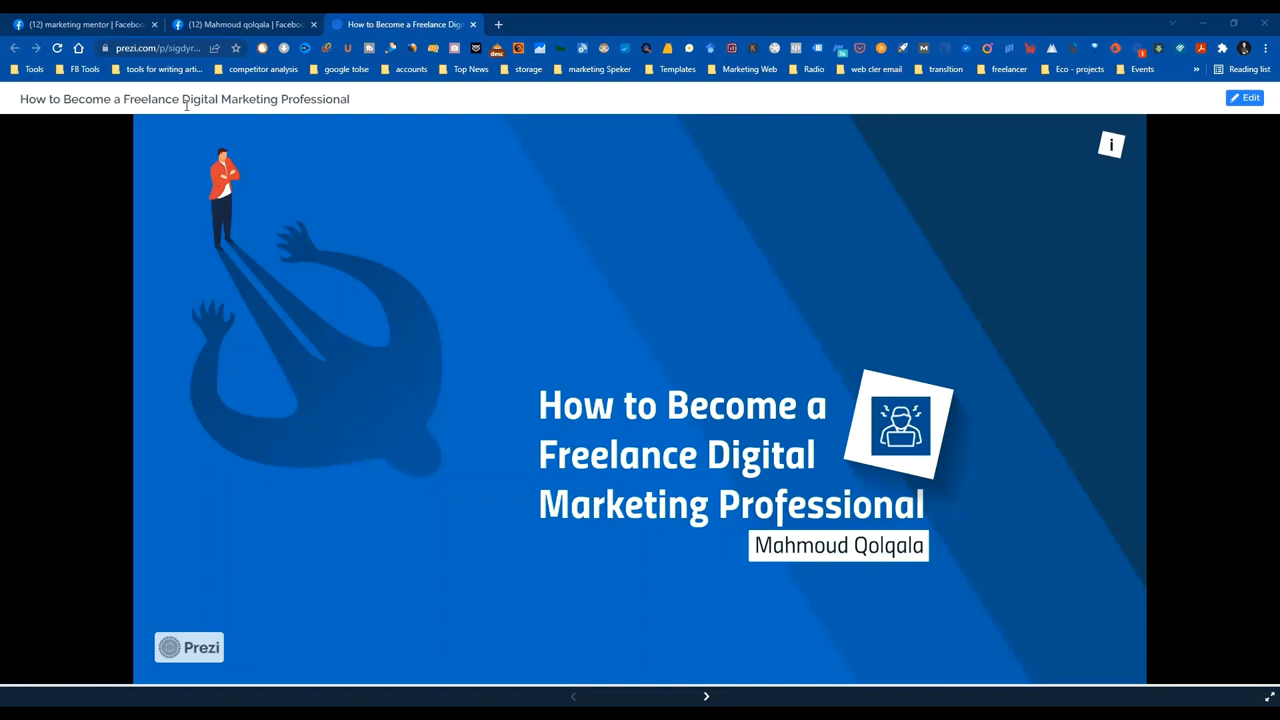 (12) marketing mentor | Facebo
(12) Mahmoud qolqala | Facebo
How to Become a Freelance Dig
prezi.com/p/sigdyr...
Tools
FB Tools
tools for writing arti...
competitor analysis
google tolse
accounts
Top News
storage
marketing Speker
Templates
Marketing Web
Radio
web cler email
transltion
freelancer
Eco - projects
Events
»
Reading list
How to Become a Freelance Digital Marketing Professional
Edit
i
How to Become a
Freelance Digital
Marketing Professional
Mahmoud Qolqala
Prezi